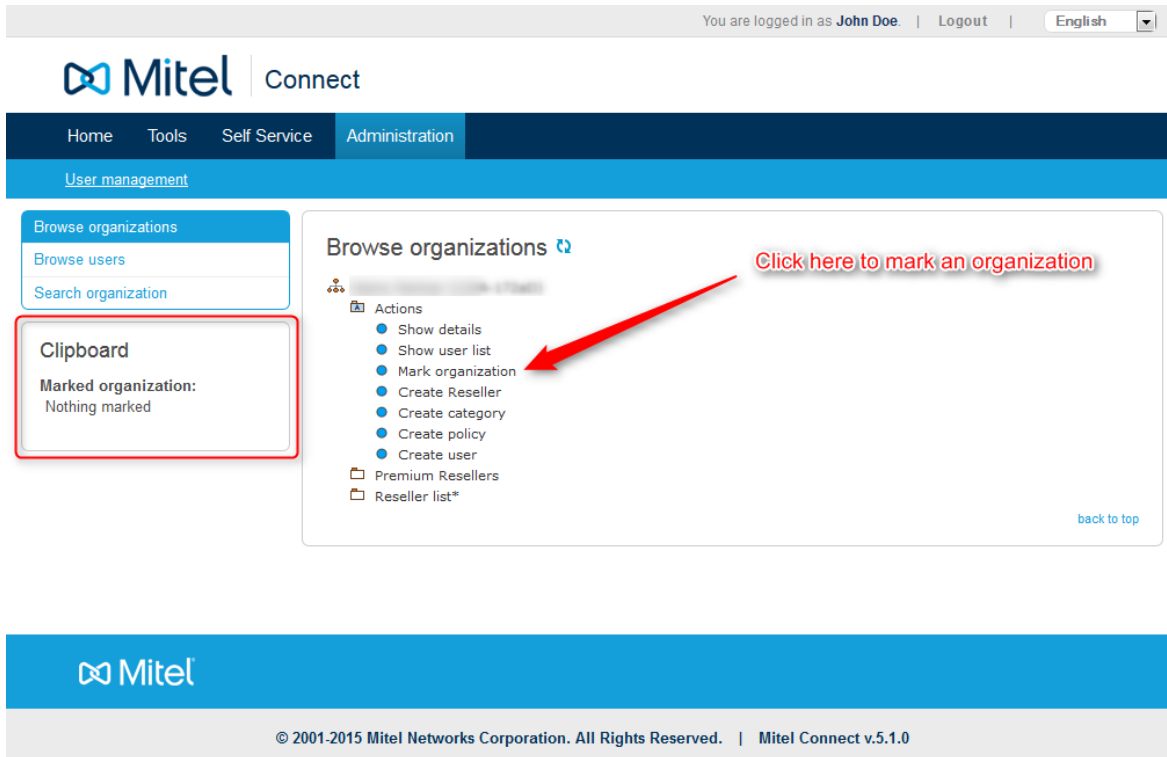 You are logged in as John Doe. | Logout | English
Mitel Connect
Home Tools Self Service Administration
User management
Browse organizations
Browse users
Search organization
Clipboard
Marked organization:
Nothing marked
Browse organizations
Click here to mark an organization
Actions
Show details
Show user list
Mark organization
Create Reseller
Create category
Create policy
Create user
Premium Resellers
Reseller list*
back to top
Mitel
© 2001-2015 Mitel Networks Corporation. All Rights Reserved. | Mitel Connect v.5.1.0